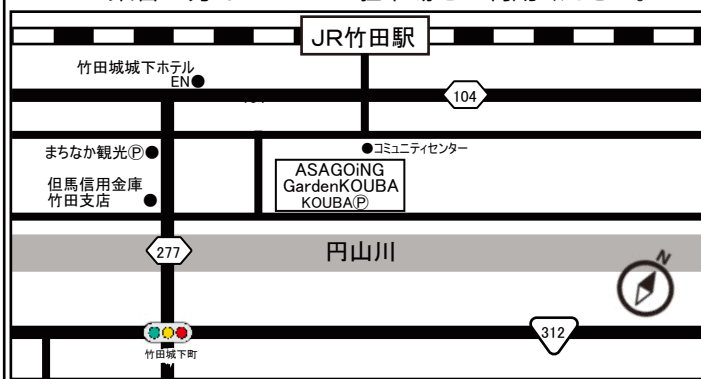 JR竹田駅
竹田城城下ホテル
EN●
104
まちなか観光Ⓟ●
●コミュニティセンター
但馬信用金庫
竹田支店 ●
ASAGOiNG
GardenKOUBA
KOUBAⓅ
277
円山川
N
312
竹田城下町